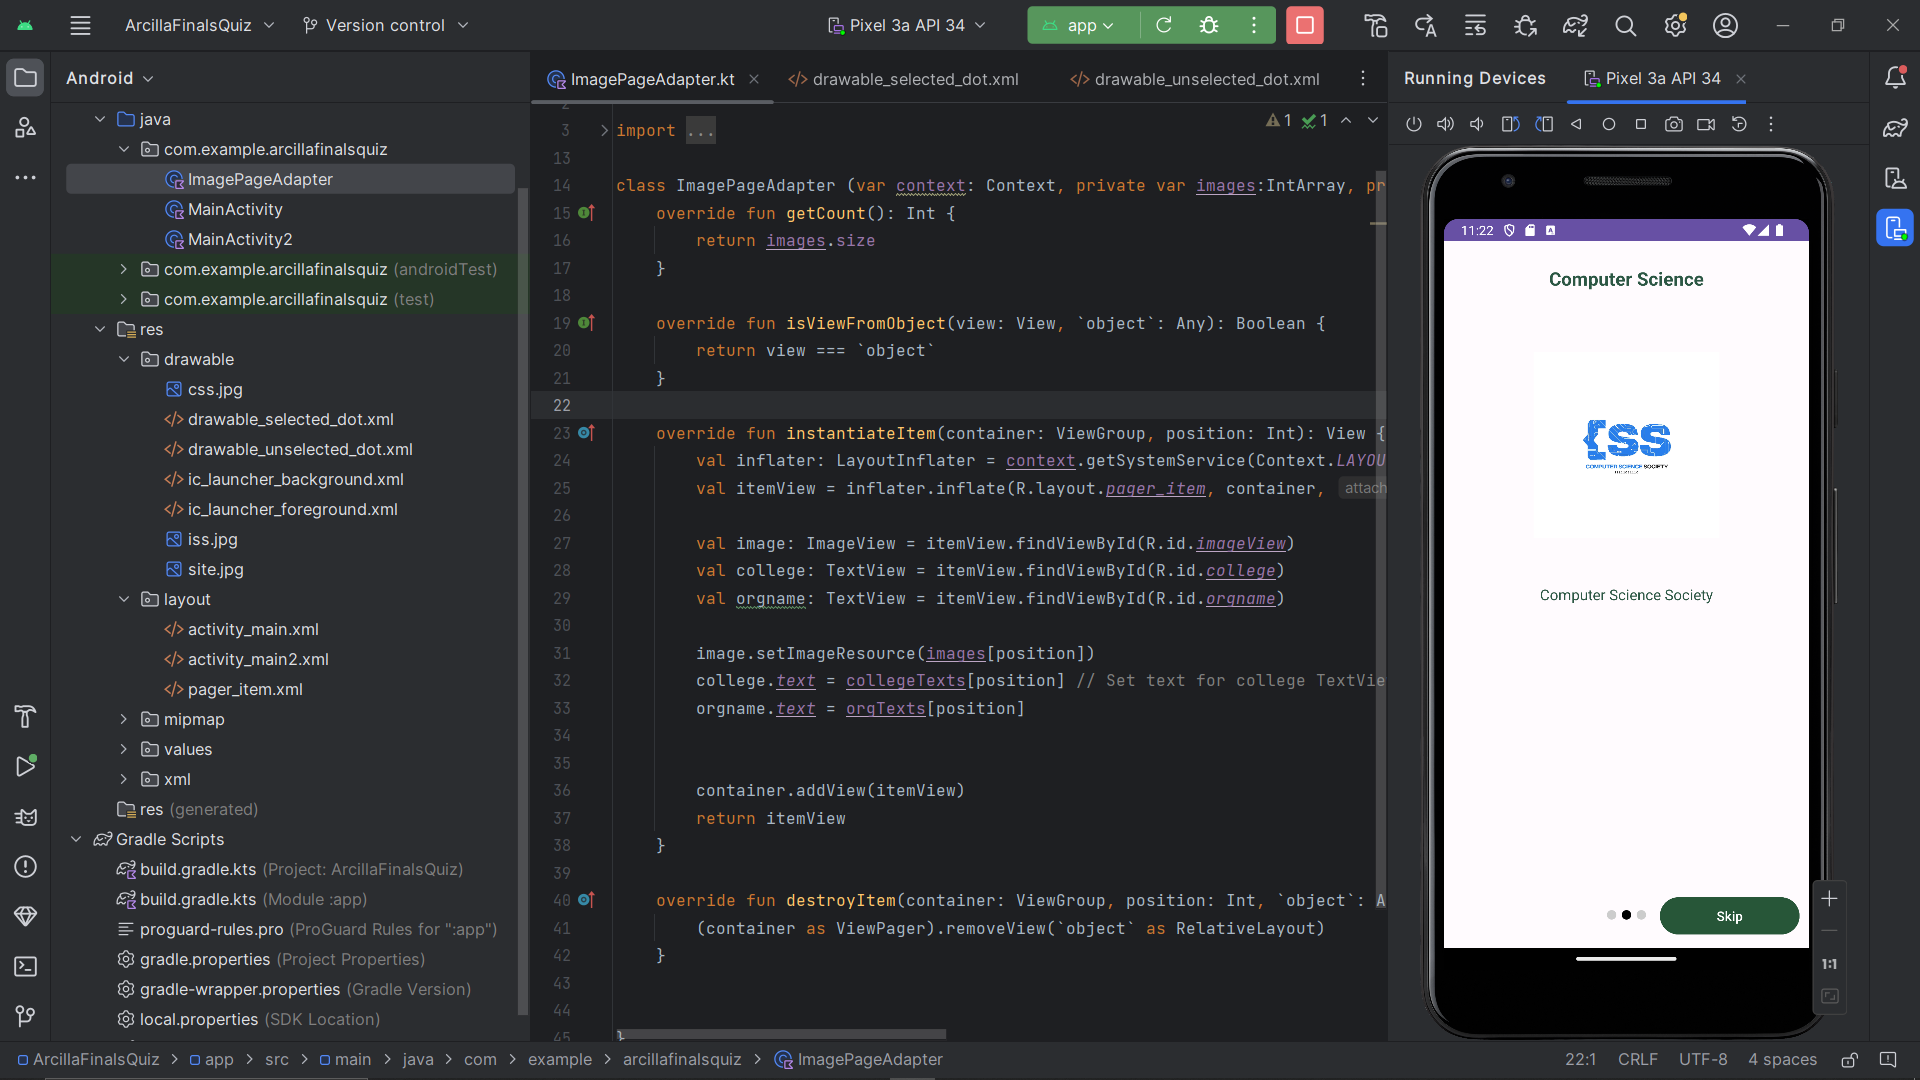 ArcillaFinalsQuiz
Version control
Pixel 3a API 34
app
Android
java
com.example.arcillafinalsquiz
ImagePageAdapter
MainActivity
MainActivity2
com.example.arcillafinalsquiz (androidTest)
com.example.arcillafinalsquiz (test)
res
drawable
css.jpg
drawable_selected_dot.xml
drawable_unselected_dot.xml
ic_launcher_background.xml
ic_launcher_foreground.xml
iss.jpg
site.jpg
layout
activity_main.xml
activity_main2.xml
pager_item.xml
mipmap
values
xml
res (generated)
Gradle Scripts
build.gradle.kts (Project: ArcillaFinalsQuiz)
build.gradle.kts (Module :app)
proguard-rules.pro (ProGuard Rules for ":app")
gradle.properties (Project Properties)
gradle-wrapper.properties (Gradle Version)
local.properties (SDK Location)
ImagePageAdapter.kt
drawable_selected_dot.xml
drawable_unselected_dot.xml
1 1
2
3 import ...
13
14 class ImagePageAdapter (var context: Context, private var images:IntArray, pr
15 override fun getCount(): Int {
16 return images.size
17 }
18
19 override fun isViewFromObject(view: View, `object`: Any): Boolean {
20 return view === `object`
21 }
22
23 override fun instantiateItem(container: ViewGroup, position: Int): View {
24 val inflater: LayoutInflater = context.getSystemService(Context.LAYOU
25 val itemView = inflater.inflate(R.layout.pager_item, container, attach
26
27 val image: ImageView = itemView.findViewById(R.id.imageView)
28 val college: TextView = itemView.findViewById(R.id.college)
29 val orgname: TextView = itemView.findViewById(R.id.orgname)
30
31 image.setImageResource(images[position])
32 college.text = collegeTexts[position] // Set text for college TextVie
33 orgname.text = orgTexts[position]
34
35
36 container.addView(itemView)
37 return itemView
38 }
39
40 override fun destroyItem(container: ViewGroup, position: Int, `object`: A
41 (container as ViewPager).removeView(`object` as RelativeLayout)
42 }
43
44
45 }
Running Devices
Pixel 3a API 34
11:22
Computer Science
{SS
COMPUTER SCIENCE SOCIETY
Computer Science Society
Skip
1:1
ArcillaFinalsQuiz > app > src > main > java > com > example > arcillafinalsquiz > ImagePageAdapter
22:1 CRLF UTF-8 4 spaces